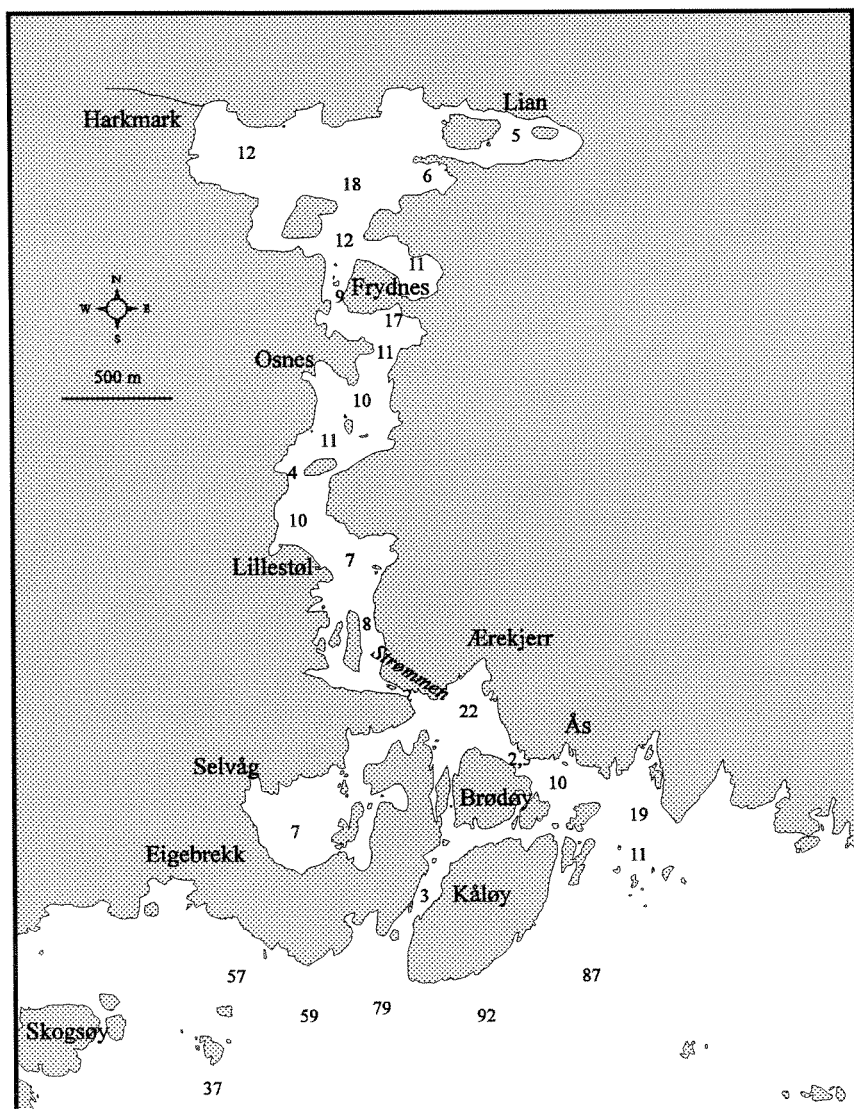 Lian
Harkmark
5
12
6
18
12
11
Frydnes
N
W E
S
9
17
Osnes
11
500 m
10
11
4
10
Lillestøl
7
8
Ærekjerr
Strømmen
2
22
Ås
2,5
Selvåg
10
Brødøy
19
7
Eigebrekk
11
3
Kåløy
57
87
79
59
92
Skogsøy
37